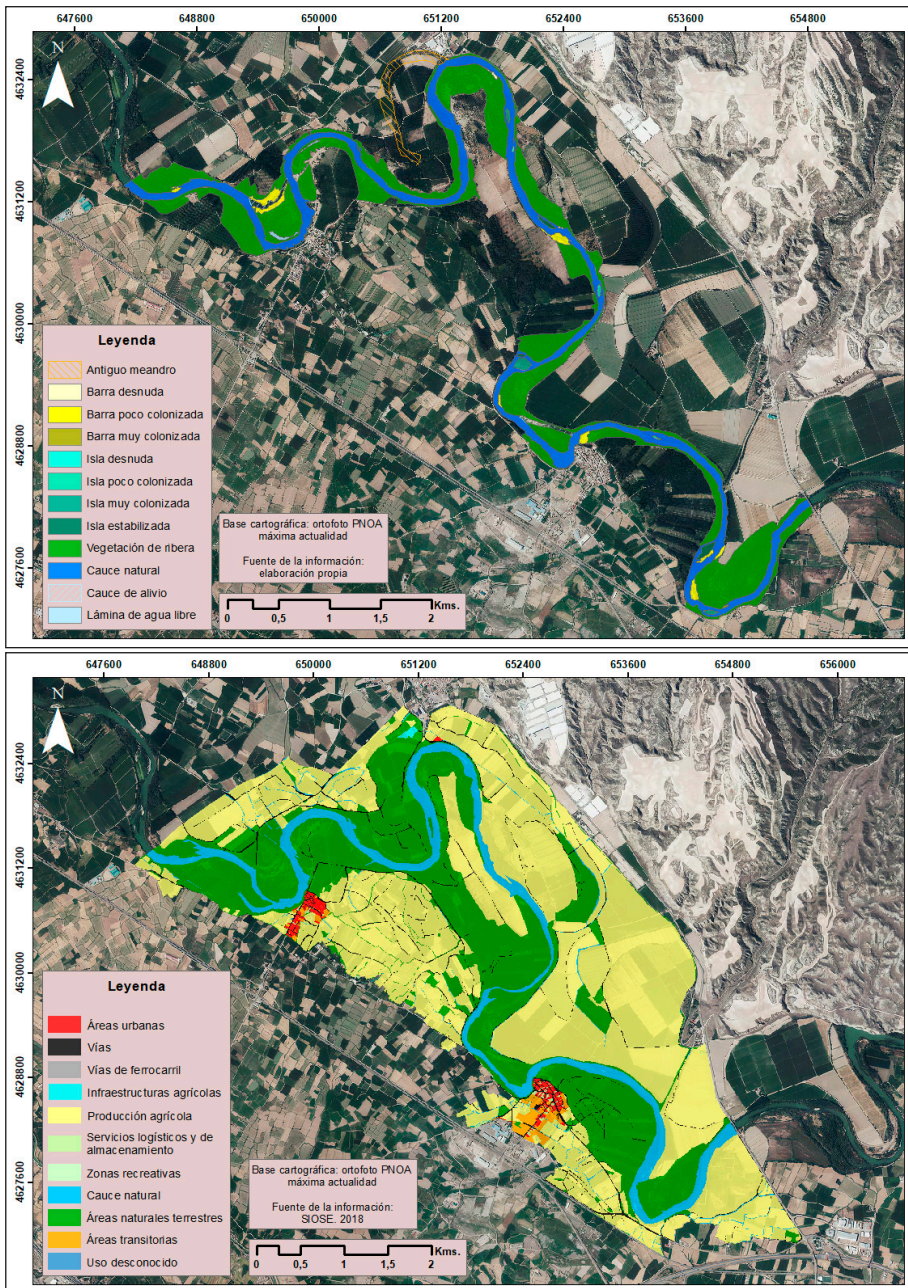 647600 648800 650000 651200 652400 653600 654800
N
4632400
4631200
4630000
4628800
4627600
Leyenda
Antiguo meandro
Barra desnuda
Barra poco colonizada
Barra muy colonizada
Isla desnuda
Isla poco colonizada
Isla muy colonizada
Isla estabilizada
Vegetación de ribera
Cauce natural
Cauce de alivio
Lámina de agua libre
Base cartográfica: ortofoto PNOA
máxima actualidad
Fuente de la información:
elaboración propia
Kms.
0 0,5 1 1,5 2
647600 648800 650000 651200 652400 653600 654800 656000
N
4632400
4631200
4630000
4628800
4627600
Leyenda
Áreas urbanas
Vías
Vías de ferrocarril
Infraestructuras agrícolas
Producción agrícola
Servicios logísticos y de
almacenamiento
Zonas recreativas
Cauce natural
Áreas naturales terrestres
Áreas transitorias
Uso desconocido
Base cartográfica: ortofoto PNOA
máxima actualidad
Fuente de la información:
SIOSE. 2018
Kms.
0 0,5 1 1,5 2